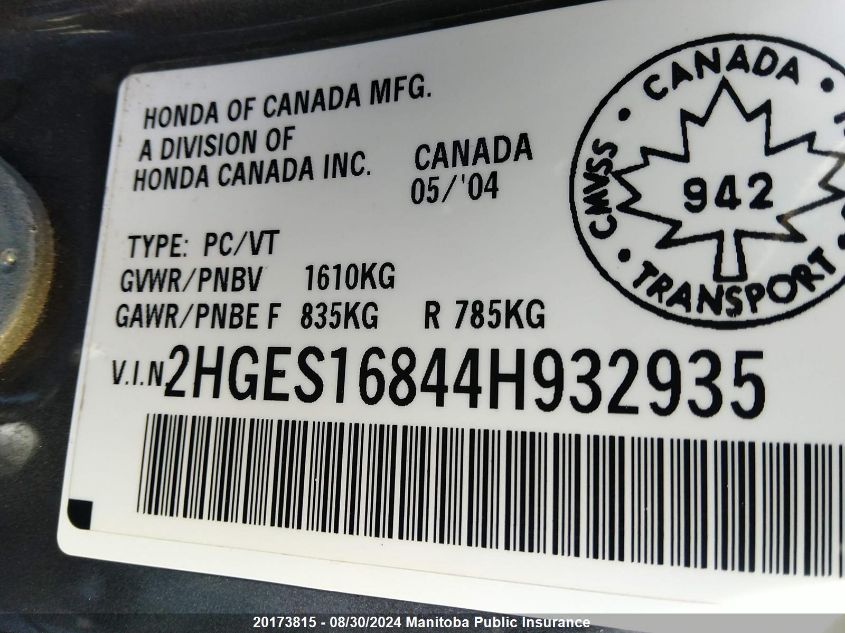 HONDA OF CANADA MFG.
A DIVISION OF
HONDA CANADA INC.
CANADA
05/'04
TYPE: PC/VT
GVWR/PNBV 1610KG
GAWR/PNBE F 835KG R 785KG
V.I.N. 2HGES16844H932935
CANADA
CMVSS
942
TRANSPORT
20173815 - 08/30/2024 Manitoba Public Insurance